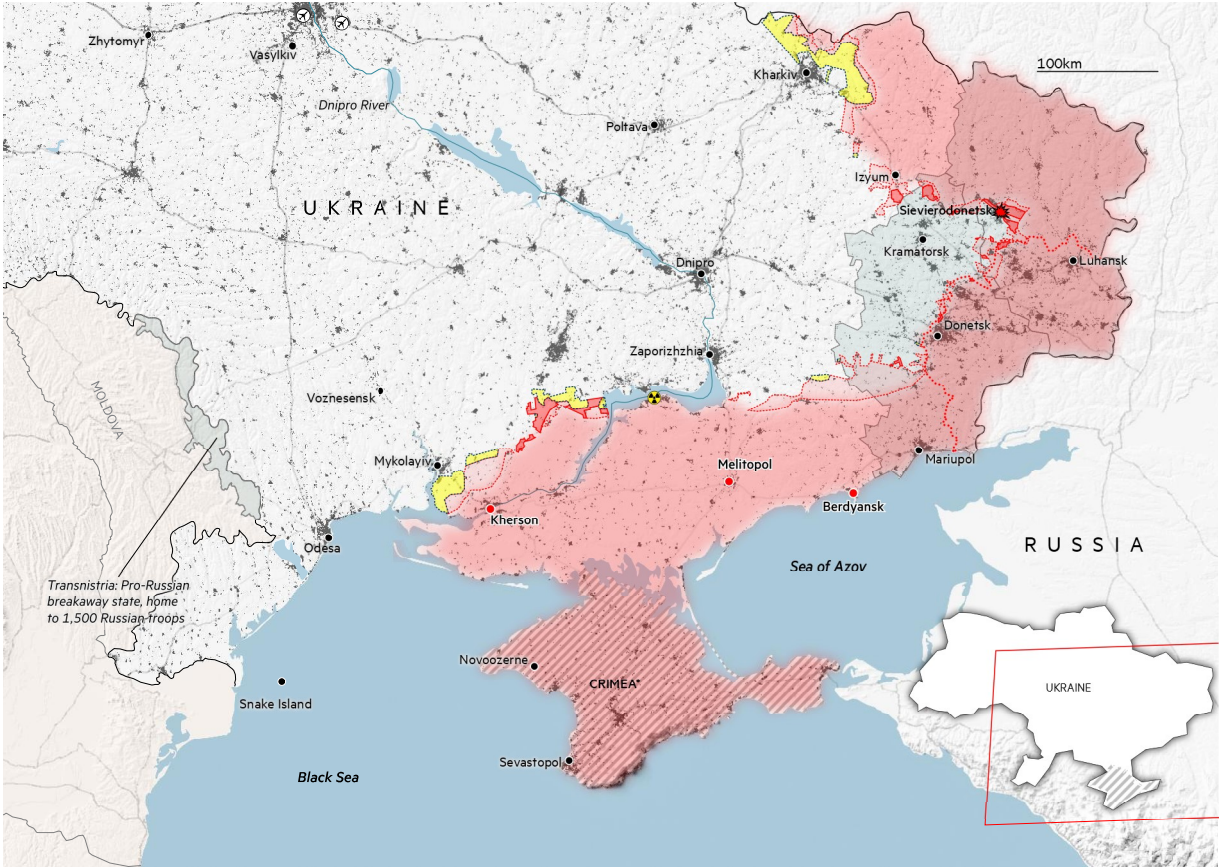 Zhytomyr
Vasylkiv
Dnipro River
Kharkiv
100km
Poltava
Izyum
UKRAINE
Sievierodonetsk
Kramatorsk
Luhansk
Dnipro
Donetsk
Zaporizhzhia
MOLDOVA
Voznesensk
Mykolayiv
Melitopol
Mariupol
Berdyansk
Kherson
Odesa
RUSSIA
Sea of Azov
Transnistria: Pro-Russian
breakaway state, home
to 1,500 Russian troops
Novoozerne
CRIMEA*
UKRAINE
Snake Island
Sevastopol
Black Sea